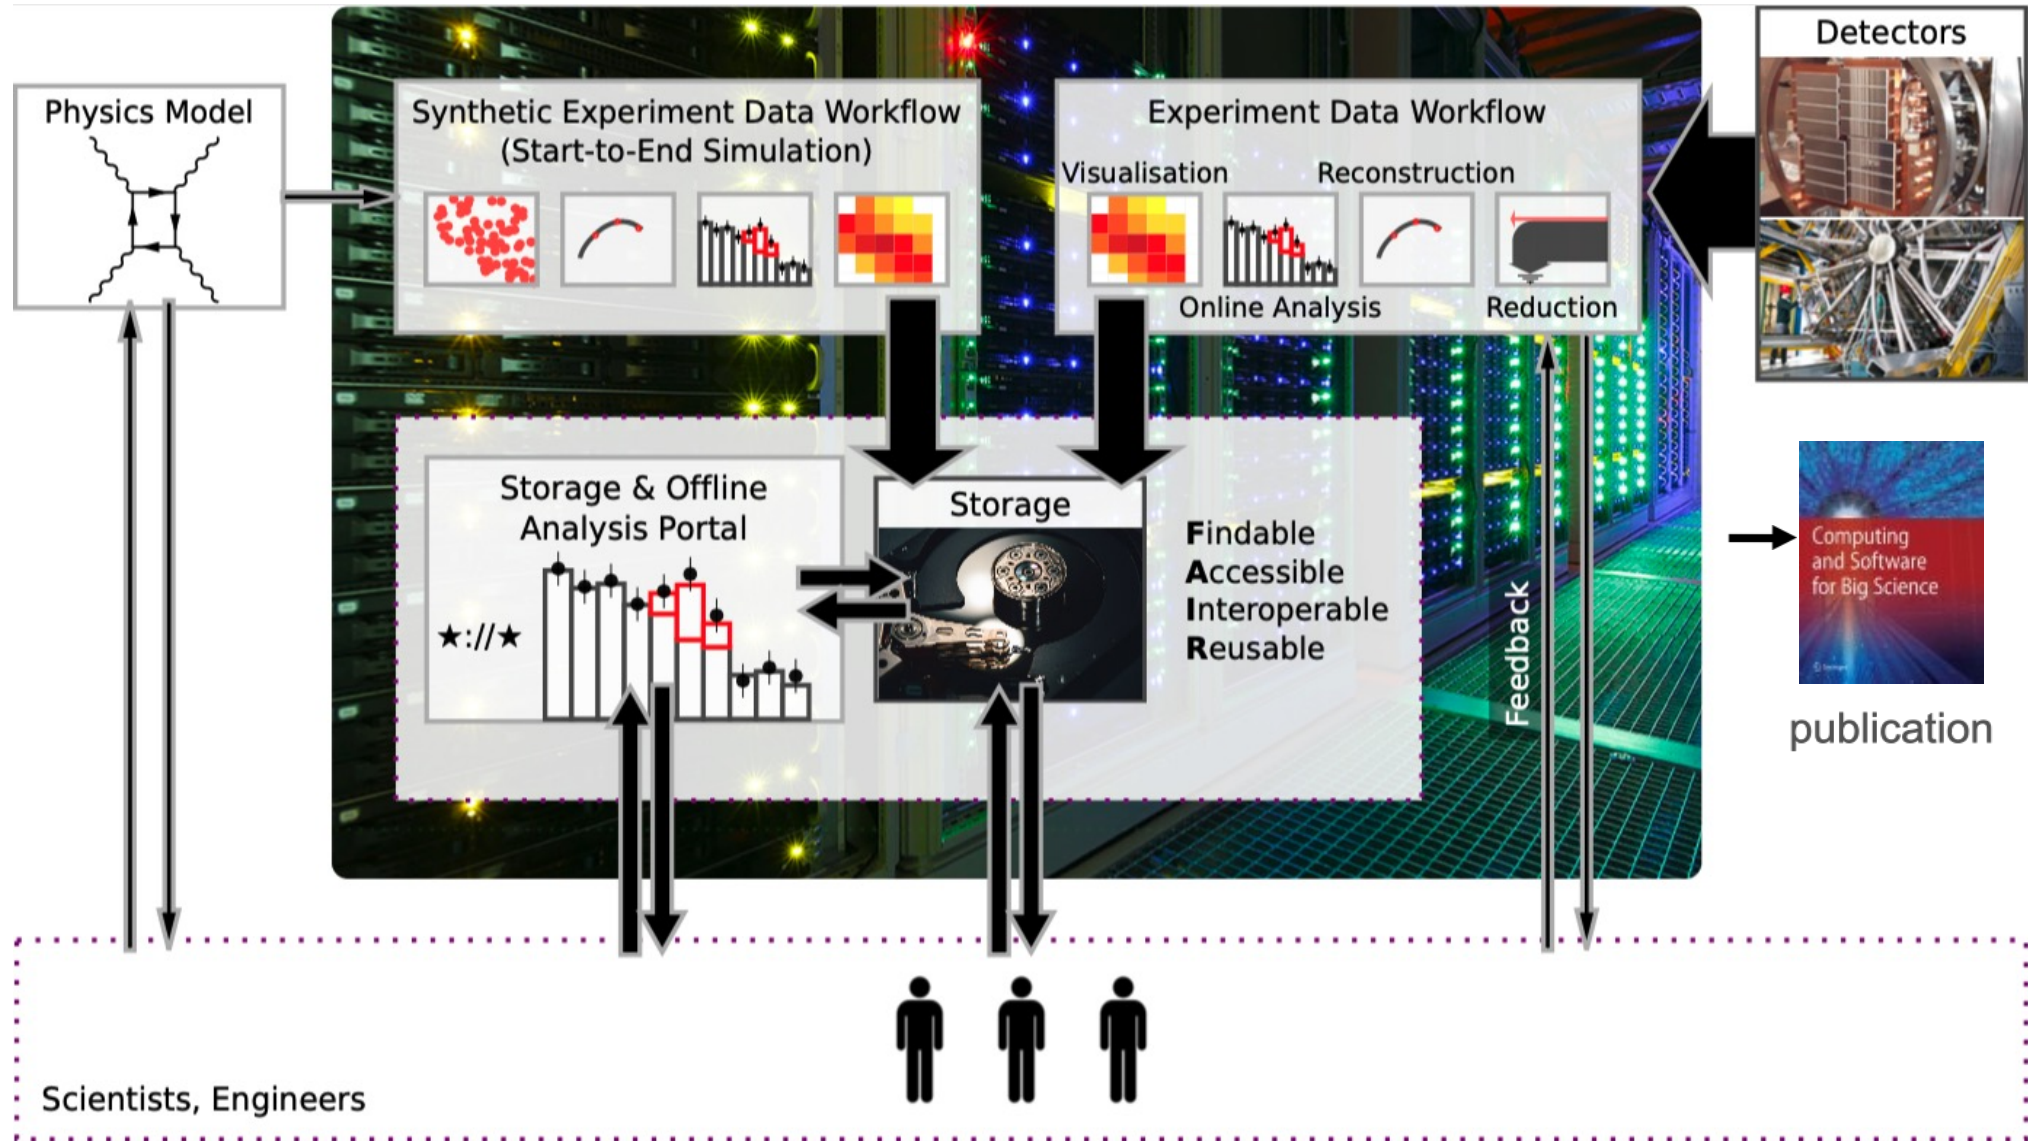 Physics Model
Synthetic Experiment Data Workflow
(Start-to-End Simulation)
Experiment Data Workflow
Visualisation
Reconstruction
Online Analysis
Reduction
Detectors
Storage & Offline
Analysis Portal
★://★
Storage
Findable
Accessible
Interoperable
Reusable
Feedback
Computing
and Software
for Big Science
Springer
publication
Scientists, Engineers